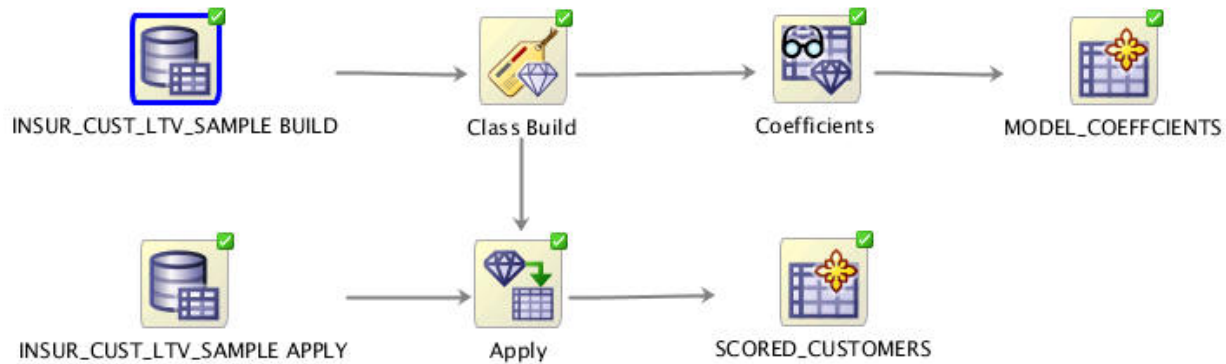 INSUR_CUST_LTV_SAMPLE BUILD
Class Build
Coefficients
MODEL_COEFFCIENTS
INSUR_CUST_LTV_SAMPLE APPLY
Apply
SCORED_CUSTOMERS